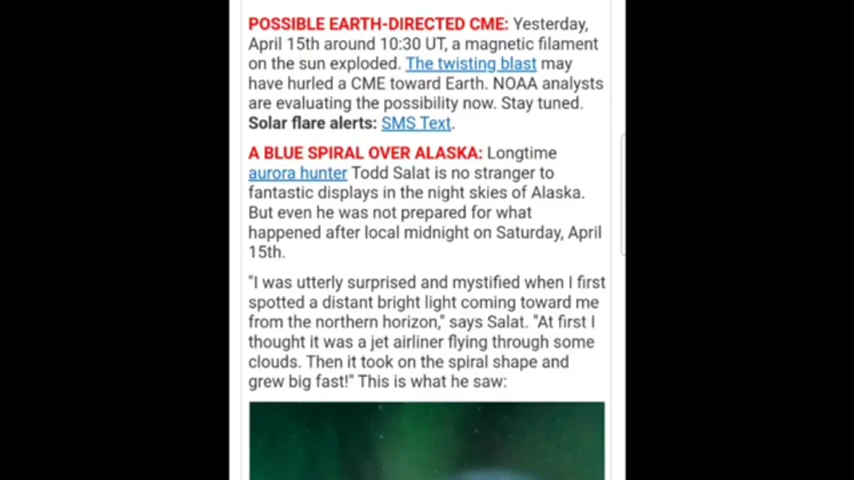 POSSIBLE EARTH-DIRECTED CME: Yesterday,
April 15th around 10:30 UT, a magnetic filament
on the sun exploded. The twisting blast may
have hurled a CME toward Earth. NOAA analysts
are evaluating the possibility now. Stay tuned.
Solar flare alerts: SMS Text.
A BLUE SPIRAL OVER ALASKA: Longtime
aurora hunter Todd Salat is no stranger to
fantastic displays in the night skies of Alaska.
But even he was not prepared for what
happened after local midnight on Saturday, April
15th.
"I was utterly surprised and mystified when I first
spotted a distant bright light coming toward me
from the northern horizon," says Salat. "At first I
thought it was a jet airliner flying through some
clouds. Then it took on the spiral shape and
grew big fast!" This is what he saw: